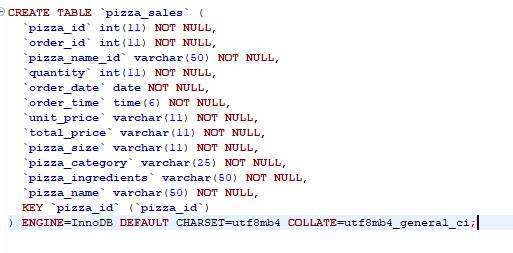 CREATE TABLE `pizza_sales` (
`pizza_id` int(11) NOT NULL,
`order_id` int(11) NOT NULL,
`pizza_name_id` varchar(50) NOT NULL,
`quantity` int(11) NOT NULL,
`order_date` date NOT NULL,
`order_time` time(6) NOT NULL,
`unit_price` varchar(11) NOT NULL,
`total_price` varchar(11) NOT NULL,
`pizza_size` varchar(11) NOT NULL,
`pizza_category` varchar(25) NOT NULL,
`pizza_ingredients` varchar(50) NOT NULL,
`pizza_name` varchar(50) NOT NULL,
KEY `pizza_id` (`pizza_id`)
) ENGINE=InnoDB DEFAULT CHARSET=utf8mb4 COLLATE=utf8mb4_general_ci;